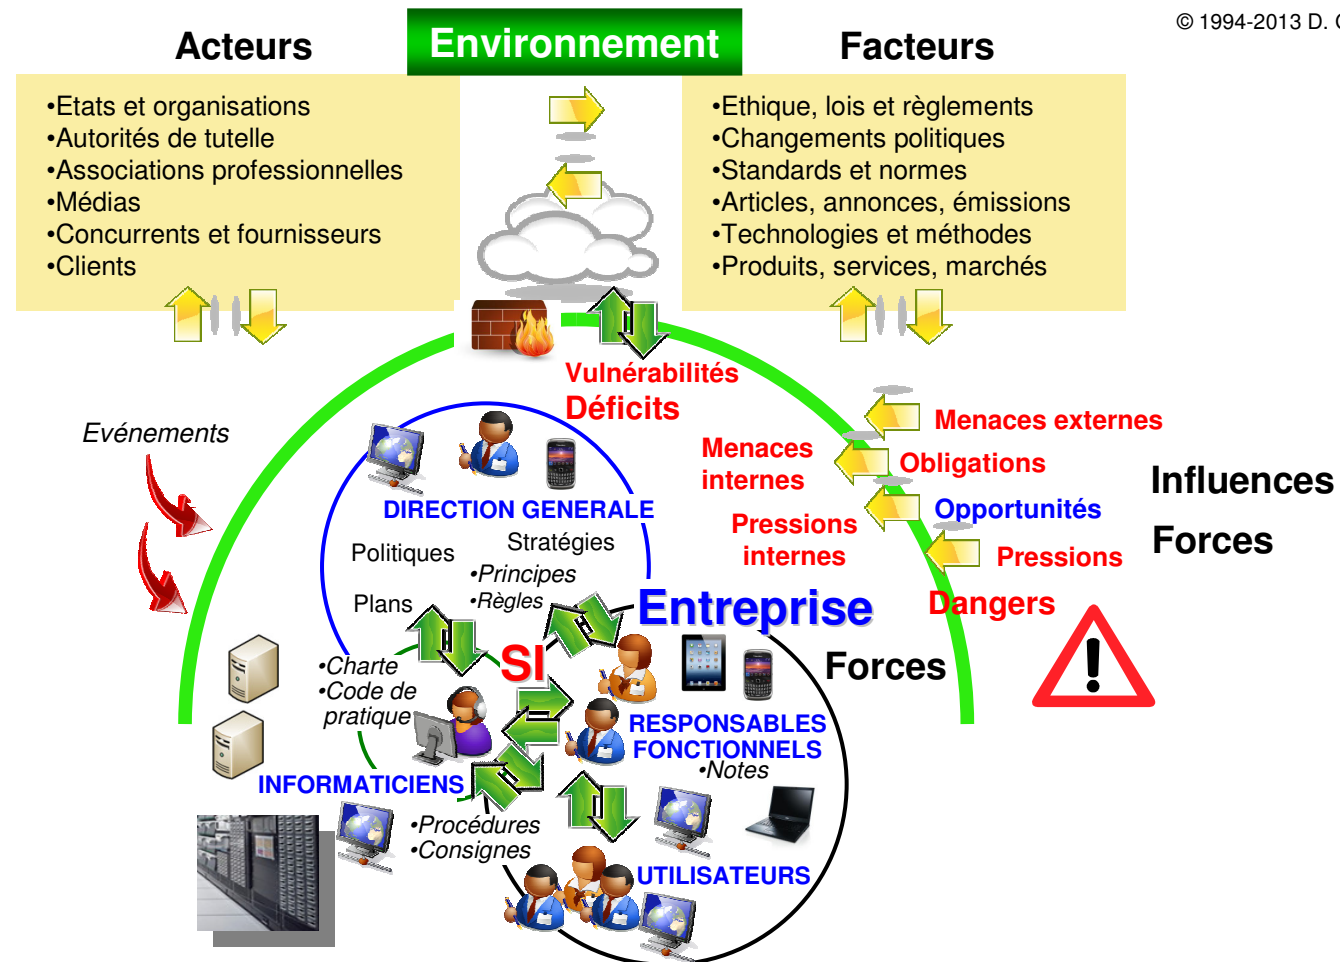 © 1994-2013 D.
Acteurs
Environnement
Facteurs
•Etats et organisations
•Autorités de tutelle
•Associations professionnelles
•Médias
•Concurrents et fournisseurs
•Clients
•Ethique, lois et règlements
•Changements politiques
•Standards et normes
•Articles, annonces, émissions
•Technologies et méthodes
•Produits, services, marchés
Vulnérabilités
Déficits
Evénements
Menaces externes
Menaces
internes
Obligations
Opportunités
Pressions
internes
Pressions
Dangers
Influences
Forces
DIRECTION GENERALE
Politiques
Stratégies
•Principes
•Règles
Plans
Entreprise
SI
Forces
•Charte
•Code de
pratique
RESPONSABLES
FONCTIONNELS
•Notes
INFORMATICIENS
•Procédures
•Consignes
UTILISATEURS